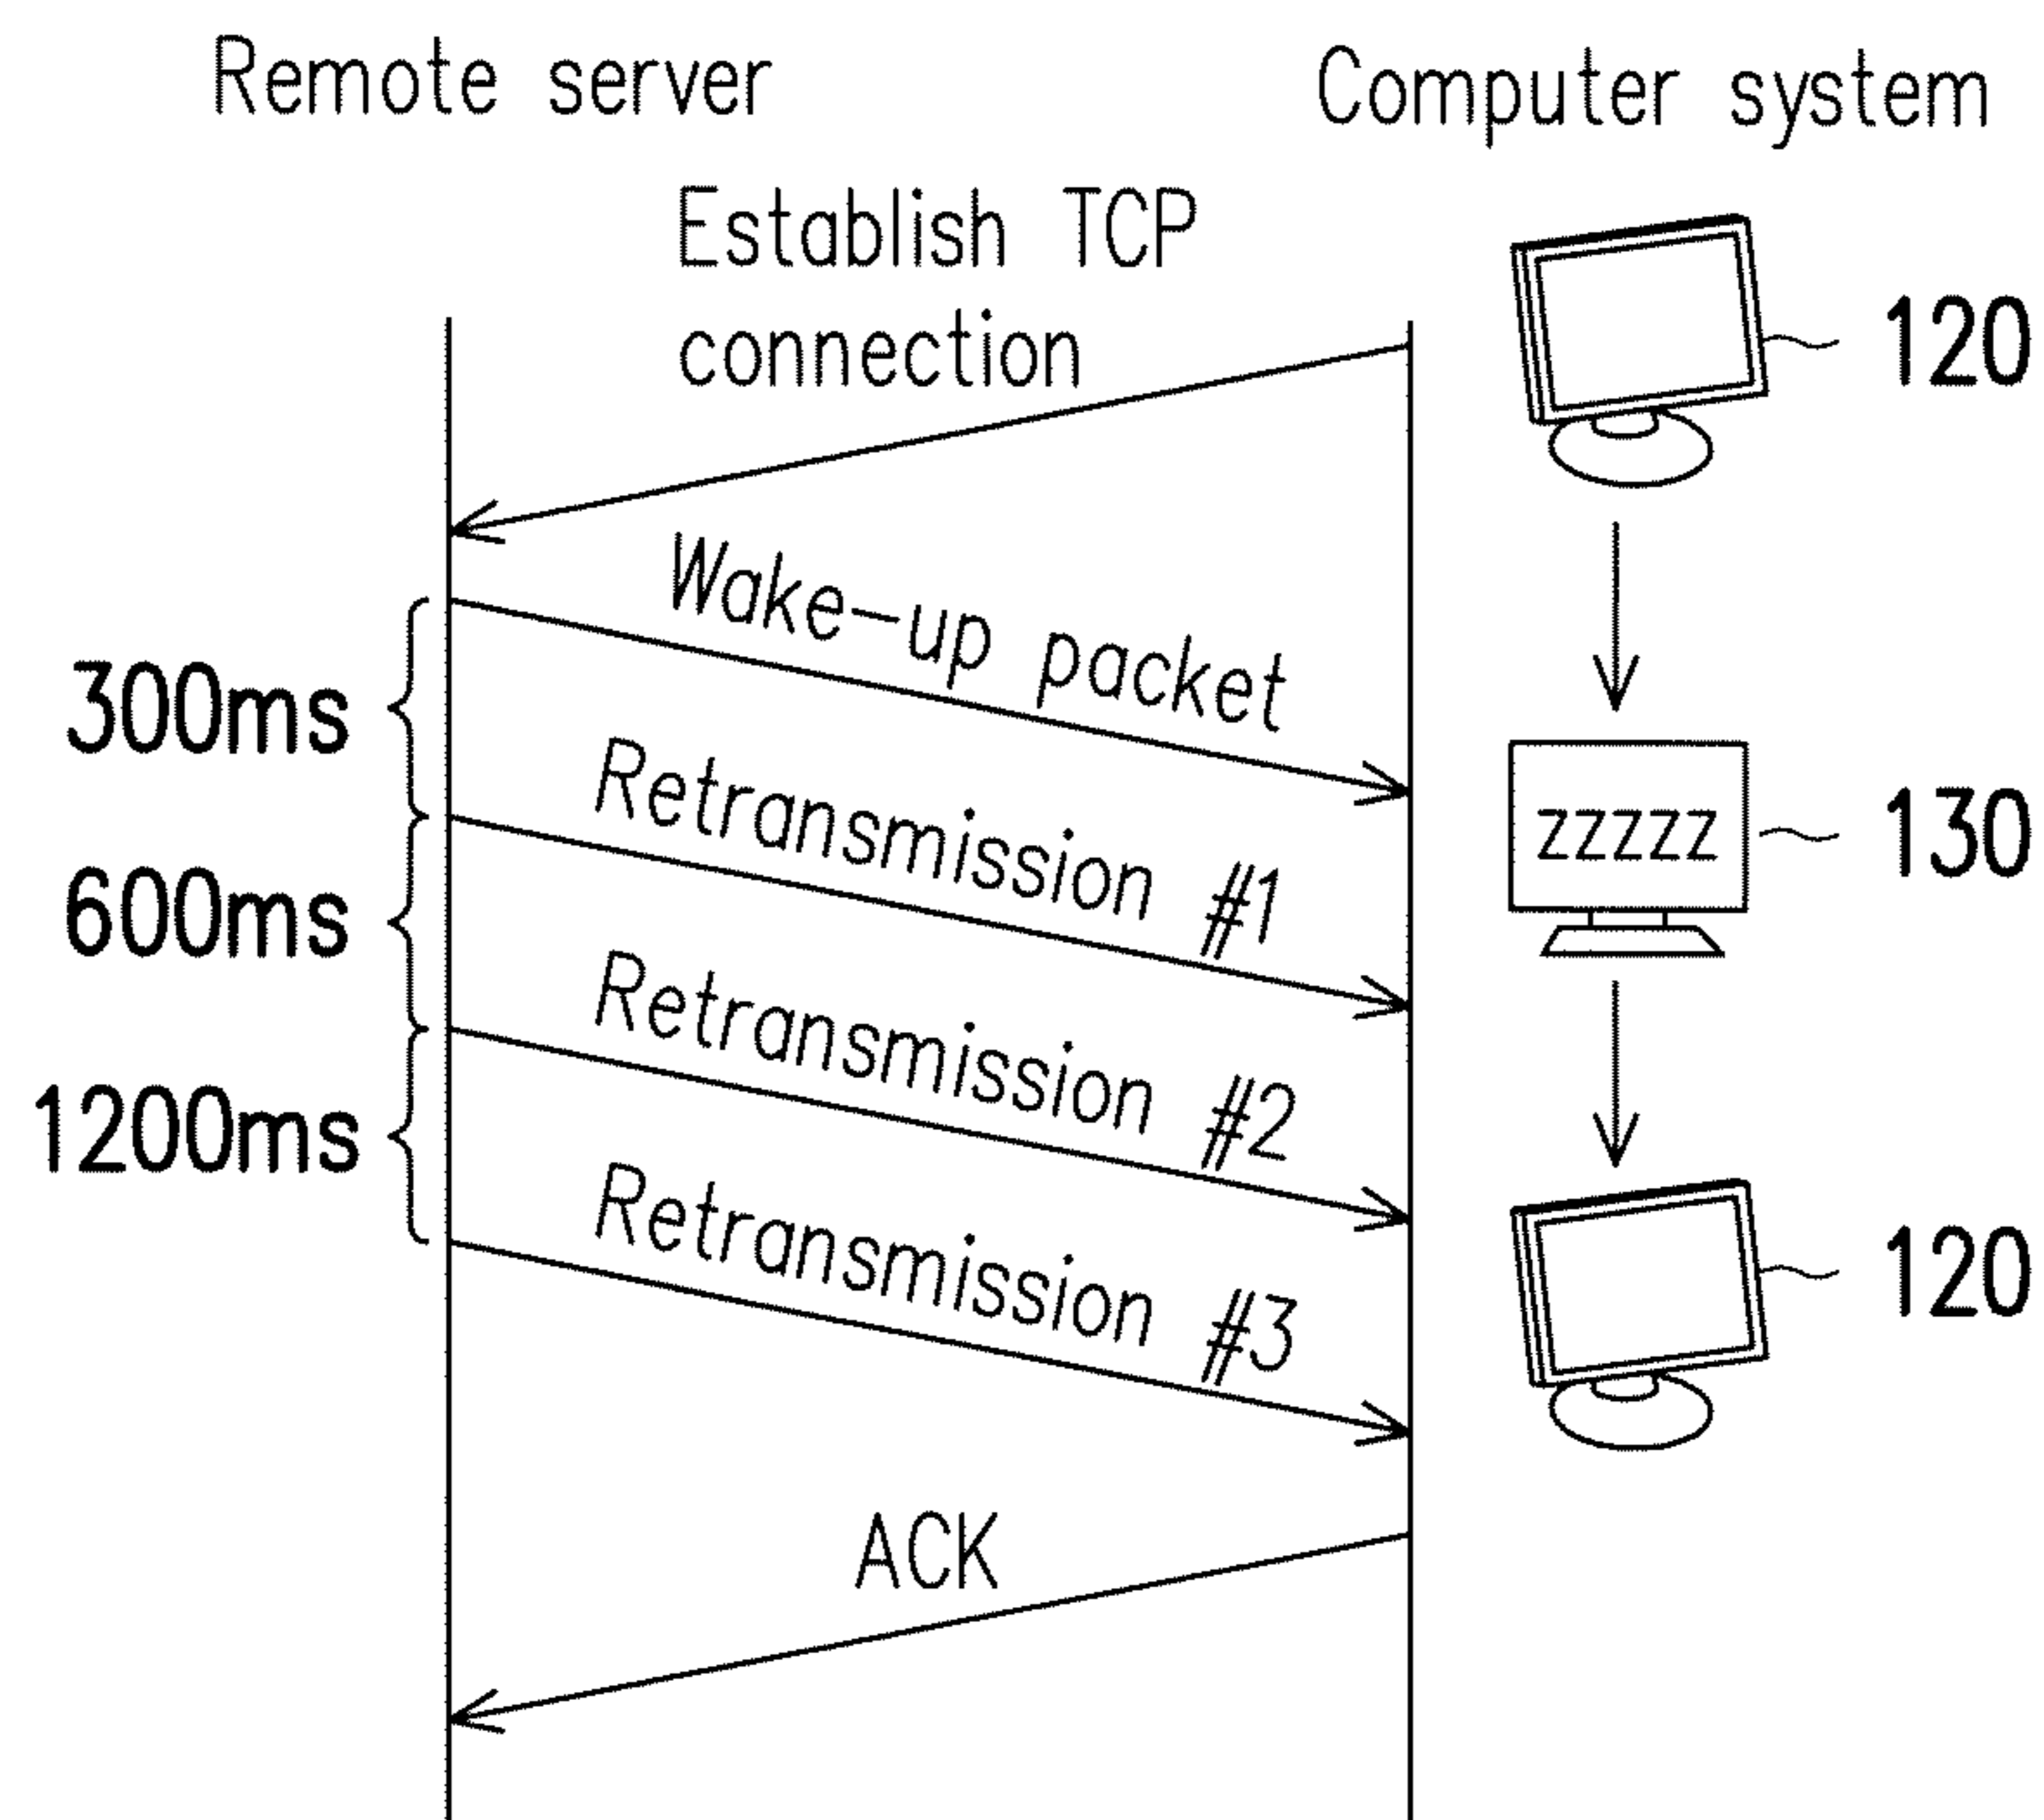 Remote server
Computer system
Establish TCP
connection
120
Wake-up packet
300ms
Retransmission #1
zzzzz
130
600ms
Retransmission #2
1200ms
Retransmission #3
120
ACK